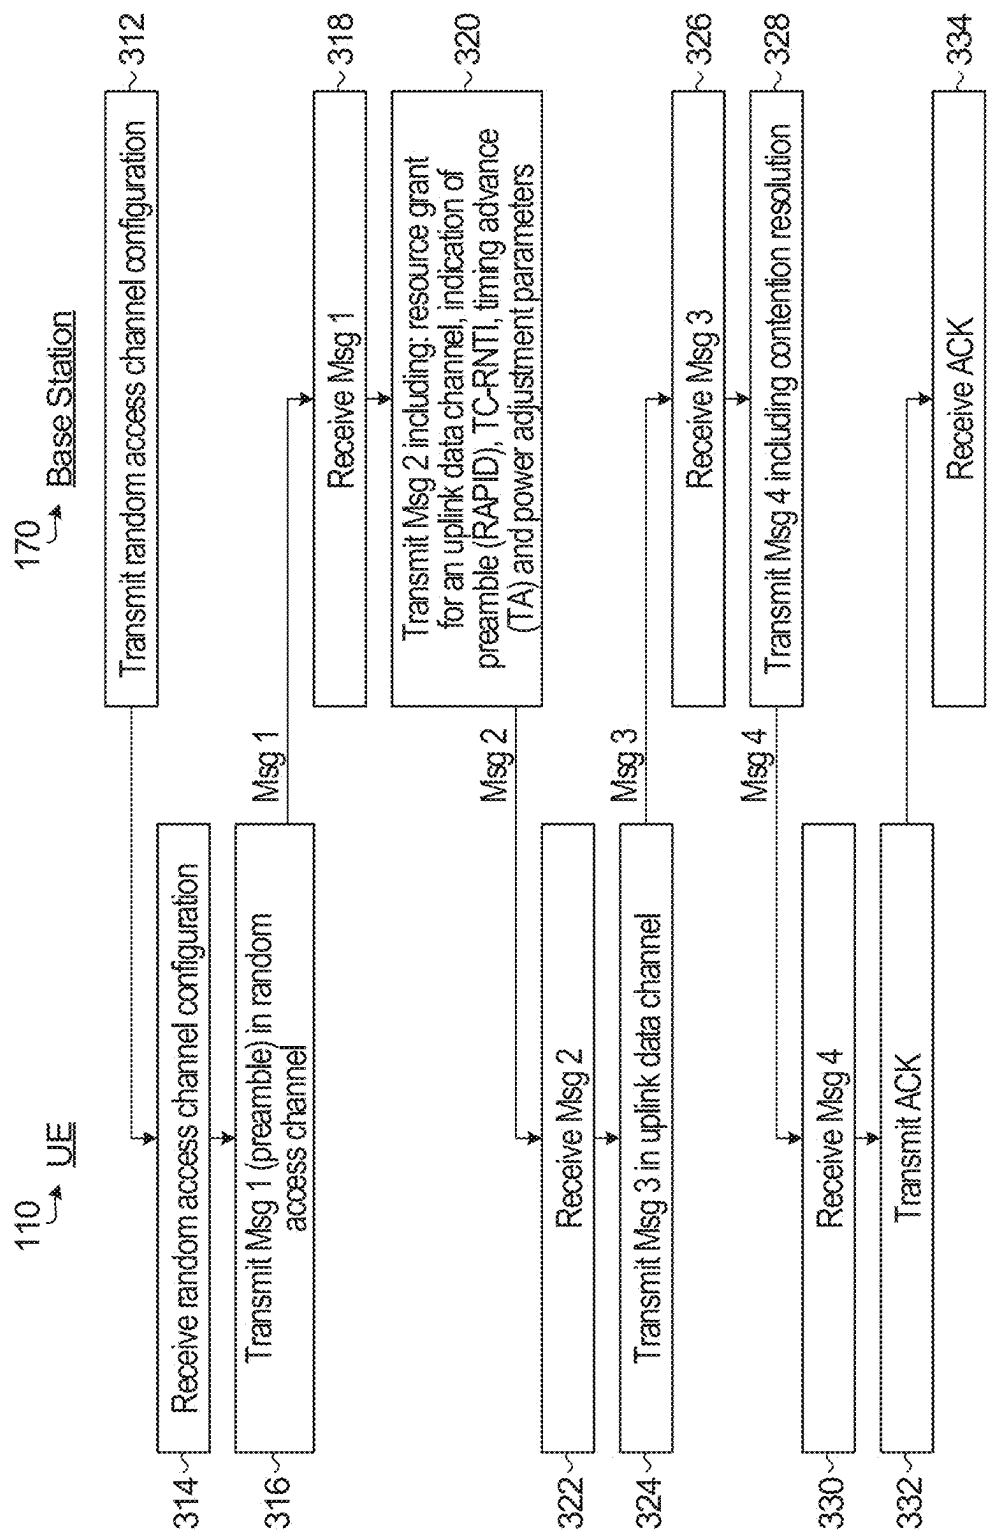 110
UE
170
Base Station
Transmit random access channel configuration
312
314
Receive random access channel configuration
316
Transmit Msg 1 (preamble) in random
access channel
Msg 1
Receive Msg 1
318
Transmit Msg 2 including: resource grant
for an uplink data channel, indication of
preamble (RAPID), TC-RNTI, timing advance
(TA) and power adjustment parameters
320
Msg 2
322
Receive Msg 2
324
Transmit Msg 3 in uplink data channel
Msg 3
Receive Msg 3
326
Transmit Msg 4 including contention resolution
328
Msg 4
330
Receive Msg 4
332
Transmit ACK
Receive ACK
334